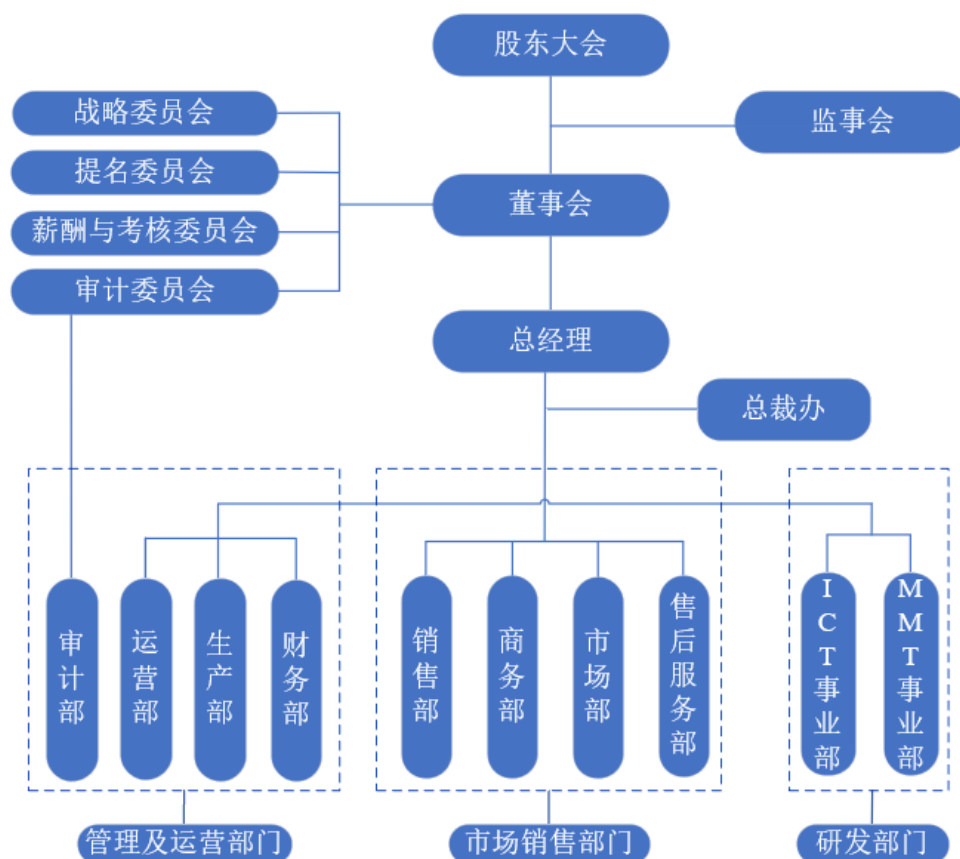 股东大会
战略委员会
监事会
提名委员会
董事会
薪酬与考核委员会
审计委员会
总经理
总裁办
审计部
运营部
生产部
财务部
销售部
商务部
市场部
售后服务部
ICT事业部
MMT事业部
管理及运营部门
市场销售部门
研发部门